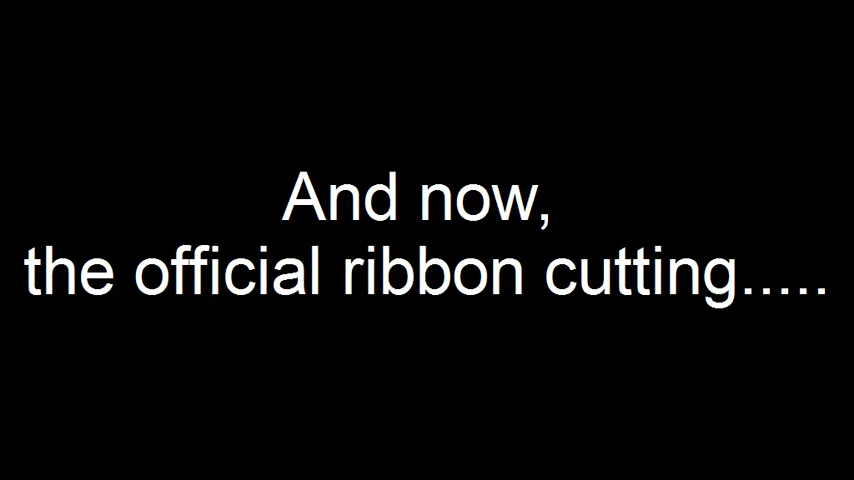 And now,
the official ribbon cutting.....